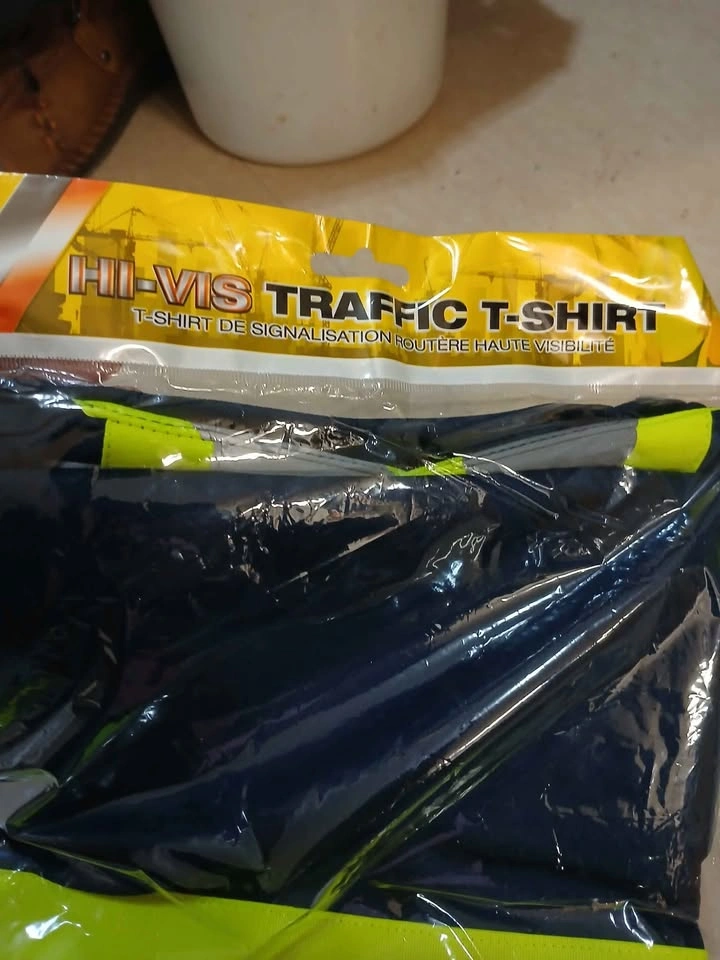 HI-VIS TRAFFIC T-SHIRT
T-SHIRT DE SIGNALISATION ROUTÈRE HAUTE VISIBILITÉ